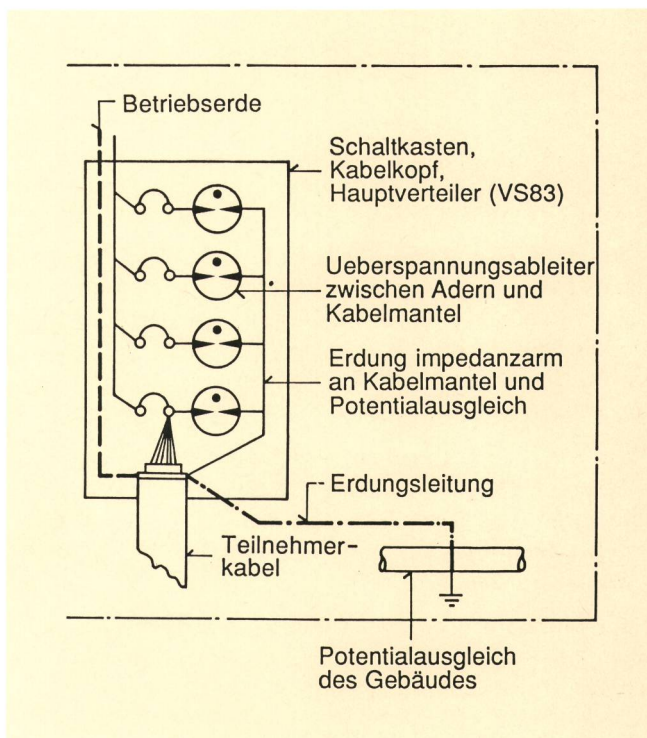 Betriebserde
Schaltkasten,
Kabelkopf,
Hauptverteiler (VS83)
Ueberspannungsableiter
zwischen Adern und
Kabelmantel
Erdung impedanzarm
an Kabelmantel und
Potentialausgleich
Erdungsleitung
Teilnehmer-
kabel
Potentialausgleich
des Gebäudes